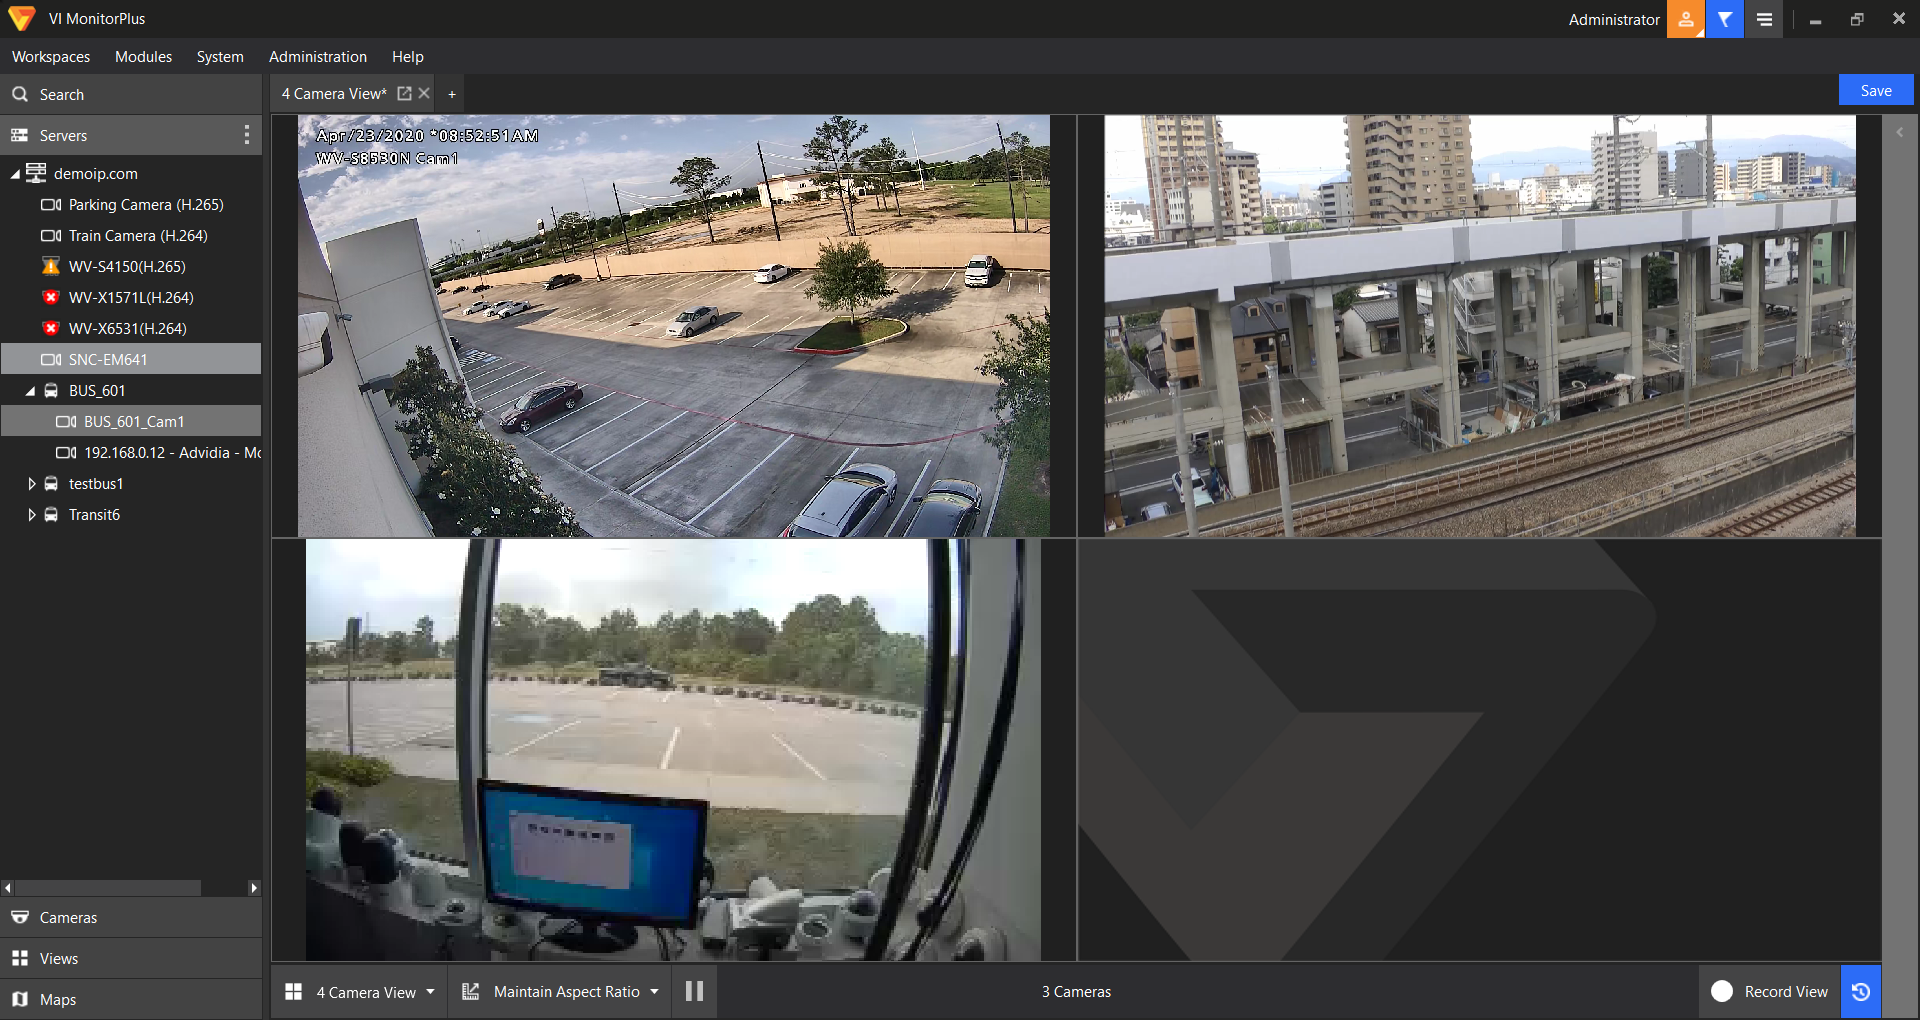 VI MonitorPlus
Administrator
Workspaces Modules System Administration Help
Search
4 Camera View*
+
Save
Servers
demoip.com
Parking Camera (H.265)
Train Camera (H.264)
WV-S4150(H.265)
WV-X1571L(H.264)
WV-X6531(H.264)
SNC-EM641
BUS_601
BUS_601_Cam1
192.168.0.12 - Advidia - Mo
testbus1
Transit6
Apr/23/2020 *08:52:51AM
WV-S8530N Cam1
Cameras
Views
Maps
4 Camera View
Maintain Aspect Ratio
3 Cameras
Record View